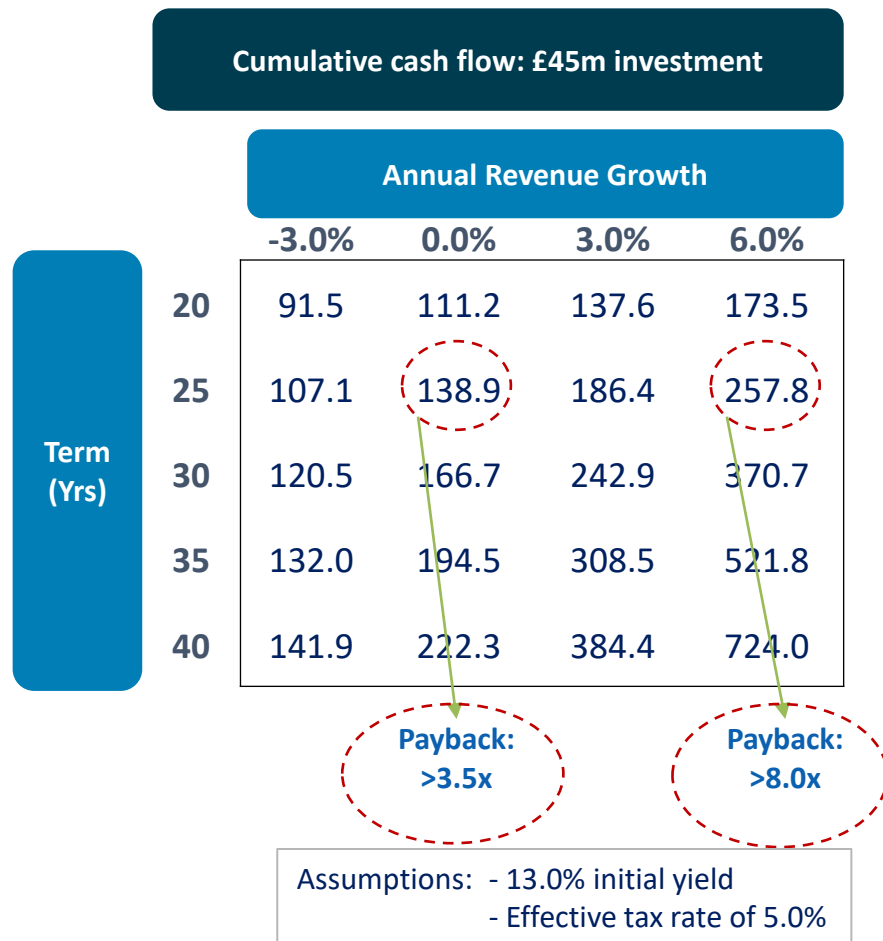 Cumulative cash flow: £45m investment
Annual Revenue Growth
-3.0% 0.0% 3.0% 6.0%
Term
(Yrs)
20 91.5 111.2 137.6 173.5
25 107.1 138.9 186.4 257.8
30 120.5 166.7 242.9 370.7
35 132.0 194.5 308.5 521.8
40 141.9 222.3 384.4 724.0
Payback: Payback:
>3.5x >8.0x
Assumptions: - 13.0% initial yield
- Effective tax rate of 5.0%